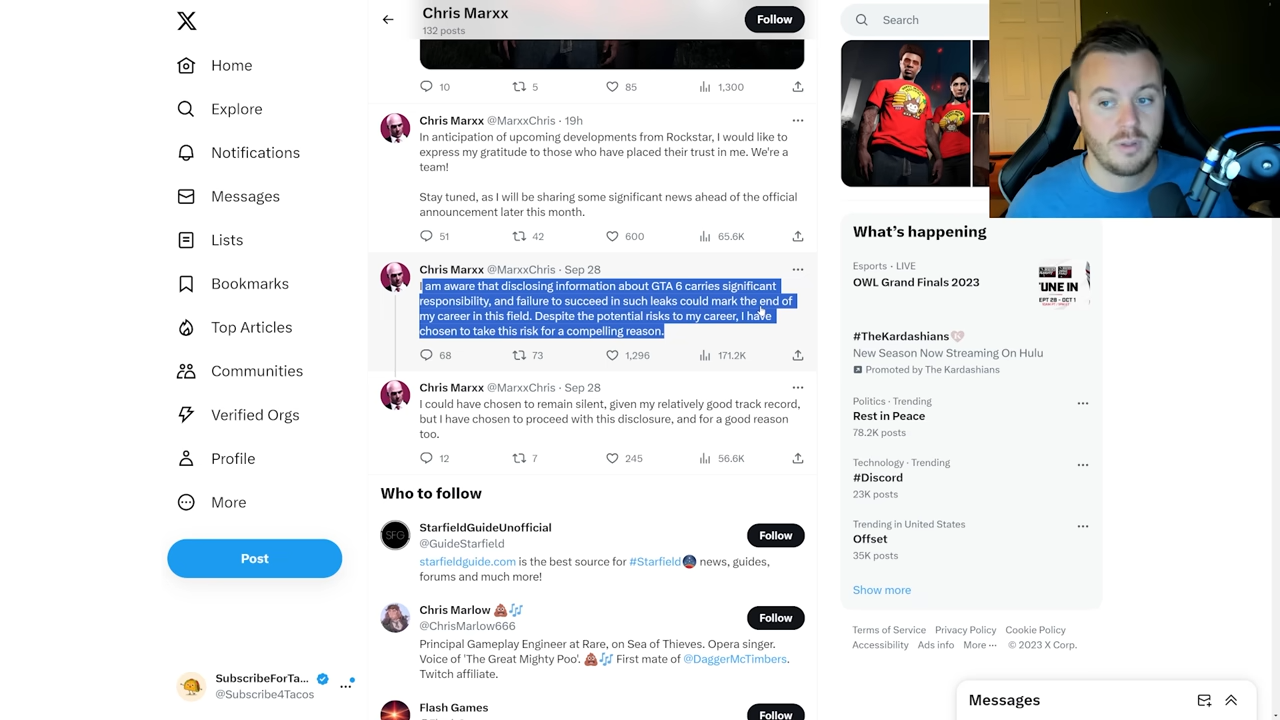 Home
Explore
Notifications
Messages
Lists
Bookmarks
Top Articles
Communities
Verified Orgs
Profile
More
Post
SubscribeForTa...
@Subscribe4Tacos
Chris Marxx
132 posts
Follow
10 5 85 1,300
Chris Marxx @MarxxChris · 19h
In anticipation of upcoming developments from Rockstar, I would like to
express my gratitude to those who have placed their trust in me. We're a
team!
Stay tuned, as I will be sharing some significant news ahead of the official
announcement later this month.
51 42 600 65.6K
Chris Marxx @MarxxChris · Sep 28
I am aware that disclosing information about GTA 6 carries significant
responsibility, and failure to succeed in such leaks could mark the end of
my career in this field. Despite the potential risks to my career, I have
chosen to take this risk for a compelling reason.
68 73 1,296 171.2K
Chris Marxx @MarxxChris · Sep 28
I could have chosen to remain silent, given my relatively good track record,
but I have chosen to proceed with this disclosure, and for a good reason
too.
12 7 245 56.6K
Who to follow
StarfieldGuideUnofficial
@GuideStarfield
Follow
starfieldguide.com is the best source for #Starfield news, guides,
forums and much more!
SFG
Chris Marlow 💩🎶
@ChrisMarlow666
Follow
Principal Gameplay Engineer at Rare, on Sea of Thieves. Opera singer.
Voice of 'The Great Mighty Poo'. 💩🎶 First mate of @DaggerMcTimbers.
Twitch affiliate.
Flash Games
Follow
Search
What's happening
Esports · LIVE
OWL Grand Finals 2023
TUNE IN
SEPT 28 - OCT 1
#TheKardashians
New Season Now Streaming On Hulu
Promoted by The Kardashians
Politics · Trending
Rest in Peace
78.2K posts
Technology · Trending
#Discord
23K posts
Trending in United States
Offset
35K posts
Show more
Terms of Service Privacy Policy Cookie Policy
Accessibility Ads info More ··· © 2023 X Corp.
Messages